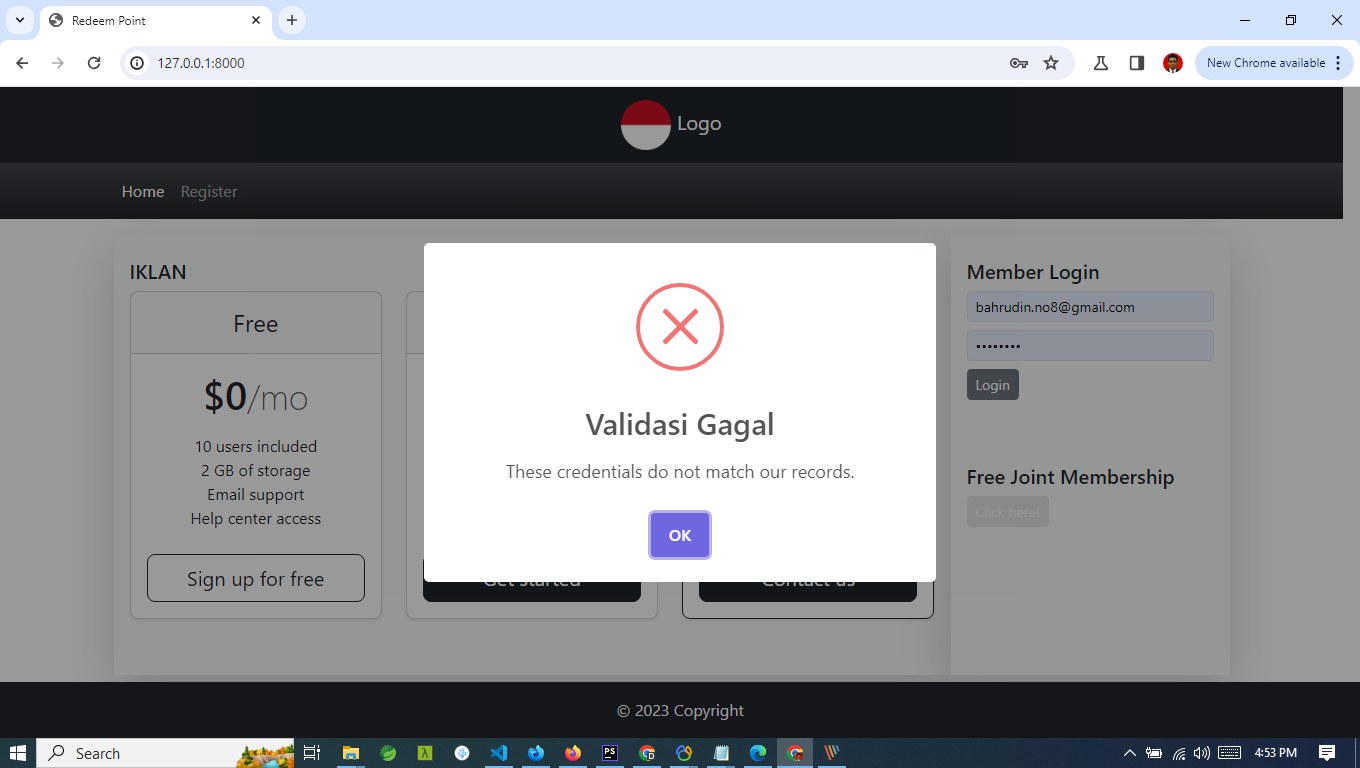 Redeem Point
127.0.0.1:8000
New Chrome available
Logo
Home Register
IKLAN
Free
$0/mo
10 users included
2 GB of storage
Email support
Help center access
Sign up for free
Validasi Gagal
These credentials do not match our records.
OK
Get started
Contact us
Member Login
bahrudin.no8@gmail.com
••••••••
Login
Free Joint Membership
Click here!
© 2023 Copyright
Search
4:53 PM